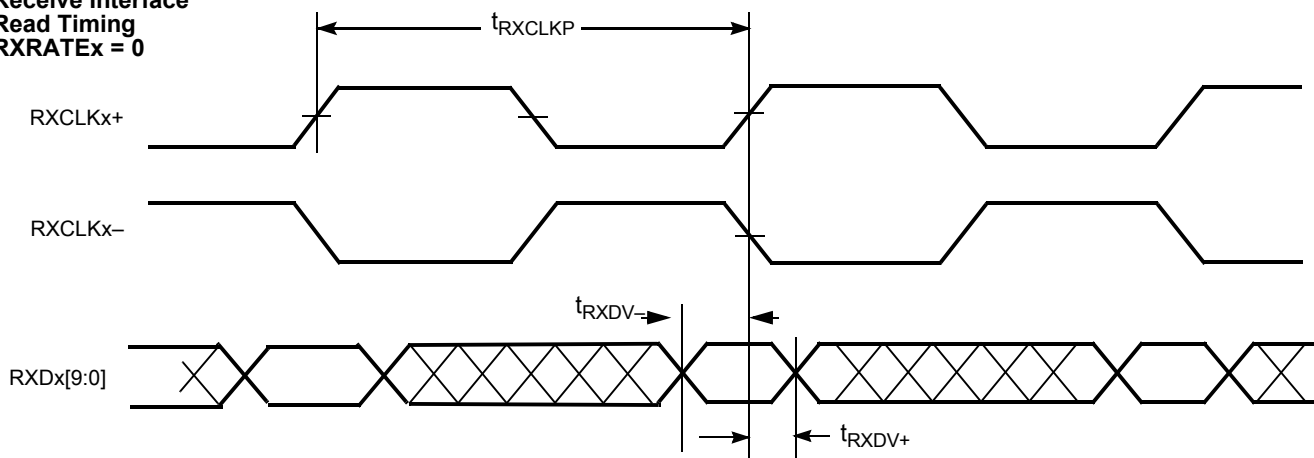 Receive Interface
Read Timing
RXRATEx = 0
tRXCLKP
RXCLKx+
RXCLKx–
tRXDV–
RXDx[9:0]
tRXDV+